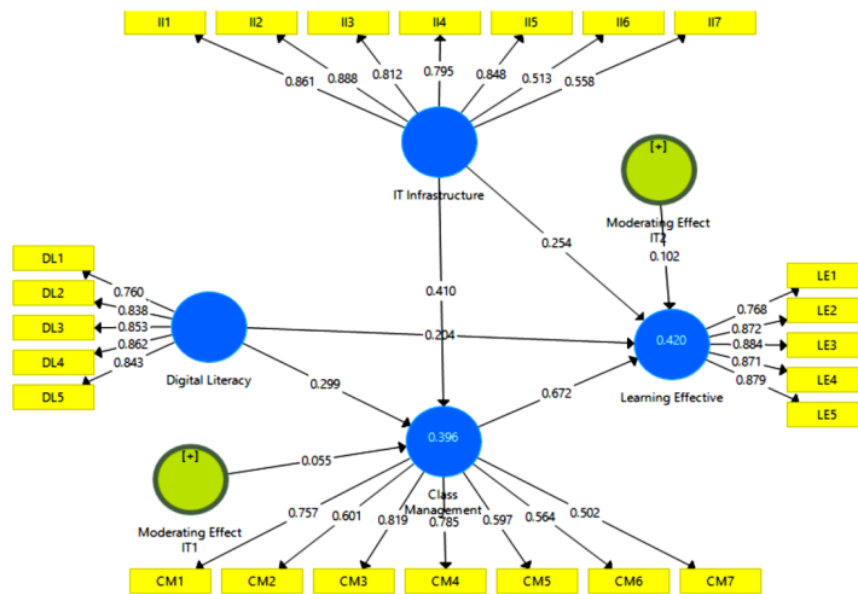 II1 II2 II3 II4 II5 II6 II7
0.861 0.888 0.812 0.795 0.848 0.513 0.558
[+]
IT Infrastructure
Moderating Effect
IT2
0.254
0.102
DL1
DL2
DL3
DL4
DL5
0.760
0.838
0.853
0.862
0.843
0.410
LE1
LE2
LE3
LE4
LE5
0.768
0.872
0.884
0.871
0.879
0.204
0.420
Digital Literacy
Learning Effective
0.299
0.672
0.396
[+]
0.055
Class
Management
Moderating Effect
IT1
0.757 0.601 0.819 0.785 0.597 0.564 0.502
CM1 CM2 CM3 CM4 CM5 CM6 CM7